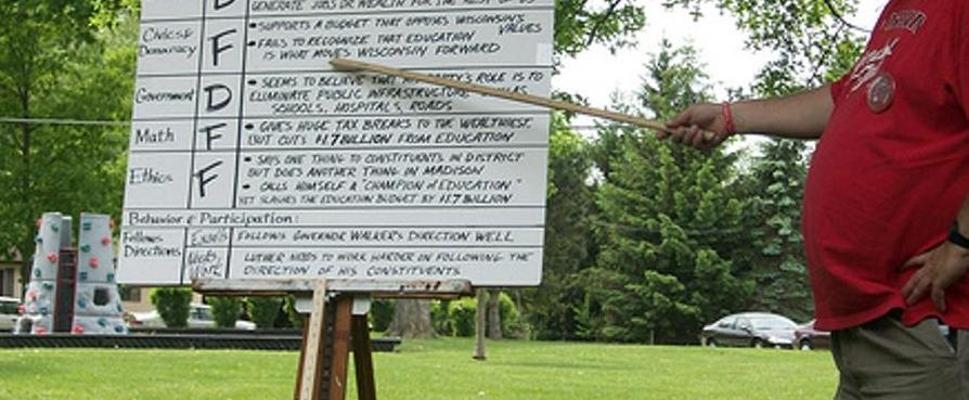 D
GENERATE JOBS OR WEALTH FOR THE REST OF US
Civics & Democracy
F
• SUPPORTS A BUDGET THAT OPPOSES WISCONSIN'S VALUES
• FAILS TO RECOGNIZE THAT EDUCATION
IS WHAT MOVES WISCONSIN FORWARD
Government
D
• SEEMS TO BELIEVE THAT ROLE IS TO
ELIMINATE PUBLIC INFRASTRUCTURE
SCHOOLS, HOSPITALS, ROADS
Math
F
• GIVES HUGE TAX BREAKS TO THE WEALTHIEST,
BUT CUTS $1.7 BILLION FROM EDUCATION
Ethics
F
• SAYS ONE THING TO CONSTITUENTS IN DISTRICT
BUT DOES ANOTHER THING IN MADISON
• CALLS HIMSELF A "CHAMPION of EDUCATION"
YET SLASHES THE EDUCATION BUDGET BY $1.7 BILLION
Behavior & Participation:
Follows
Directions
Excells
FOLLOWS GOVERNOR WALKER'S DIRECTION WELL
Needs
Work
LUTHER NEEDS TO WORK HARDER ON FOLLOWING THE
DIRECTION OF HIS CONSTITUENTS